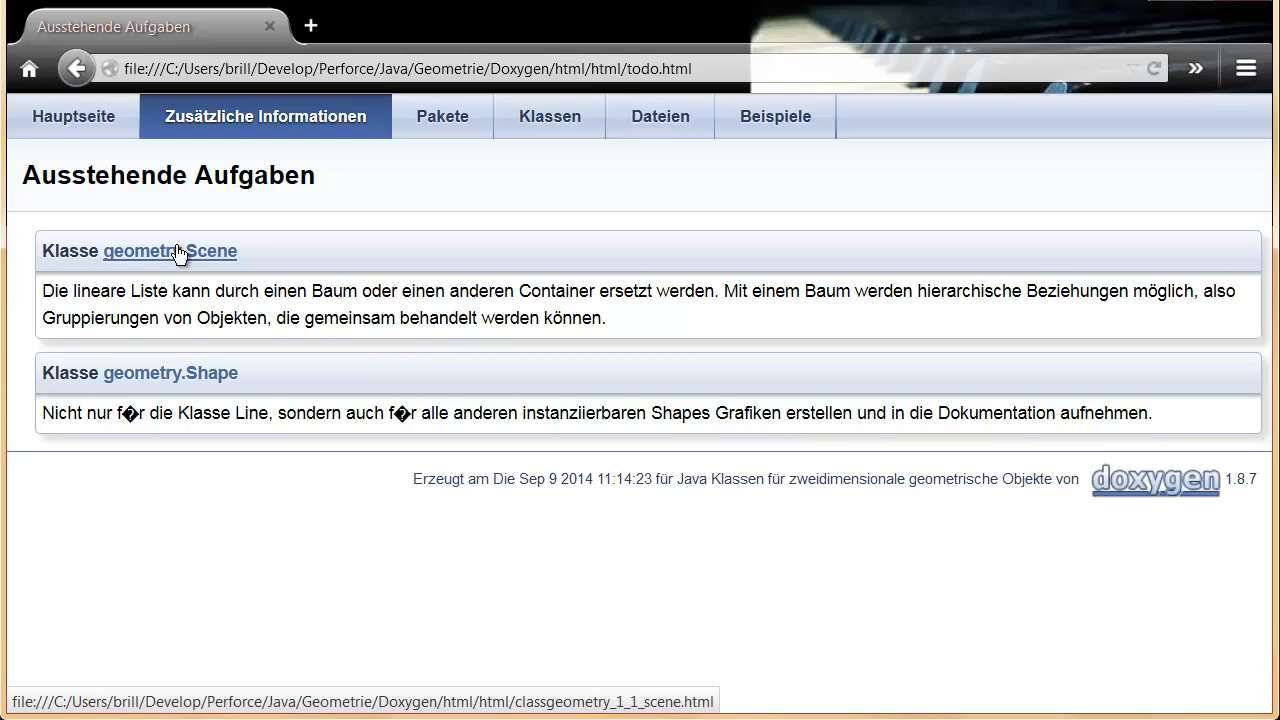 Ausstehende Aufgaben
file:///C:/Users/brill/Develop/Perforce/Java/Geometrie/Doxygen/html/html/todo.html
Hauptseite Zusätzliche Informationen Pakete Klassen Dateien Beispiele
Ausstehende Aufgaben
Klasse geometry.Scene
Die lineare Liste kann durch einen Baum oder einen anderen Container ersetzt werden. Mit einem Baum werden hierarchische Beziehungen möglich, also
Gruppierungen von Objekten, die gemeinsam behandelt werden können.
Klasse geometry.Shape
Nicht nur f�r die Klasse Line, sondern auch f�r alle anderen instanziierbaren Shapes Grafiken erstellen und in die Dokumentation aufnehmen.
Erzeugt am Die Sep 9 2014 11:14:23 für Java Klassen für zweidimensionale geometrische Objekte von doxygen 1.8.7
file:///C:/Users/brill/Develop/Perforce/Java/Geometrie/Doxygen/html/html/classgeometry_1_1_scene.html